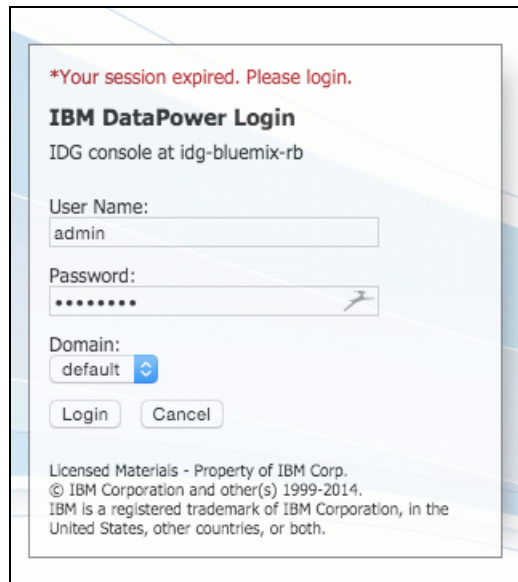 *Your session expired. Please login.
IBM DataPower Login
IDG console at idg-bluemix-rb
User Name:
admin
Password:
••••••••
Domain:
default
Login Cancel
Licensed Materials - Property of IBM Corp.
© IBM Corporation and other(s) 1999-2014.
IBM is a registered trademark of IBM Corporation, in the
United States, other countries, or both.